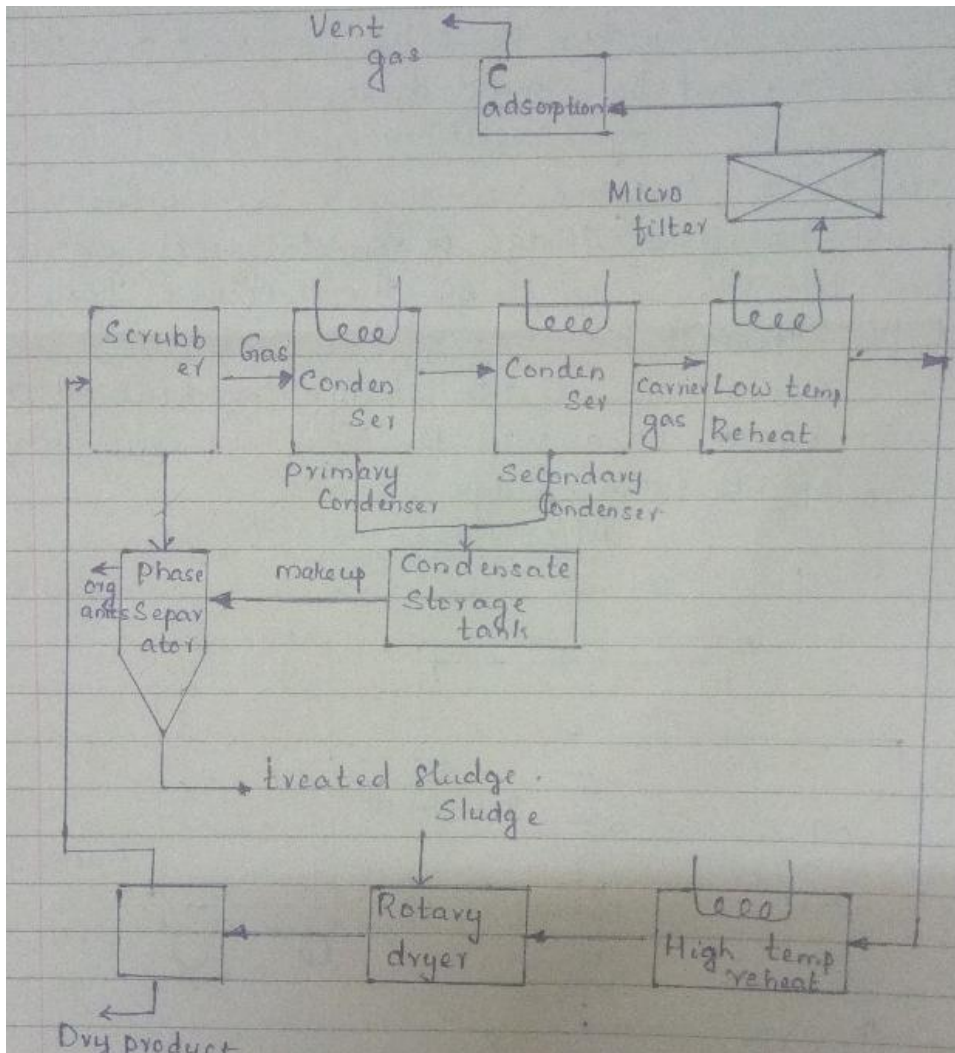 Vent
gas
C
adsorption
Micro
filter
Scrubb
er
Gas
Conden
Ser
Primary
Condenser
Conden
Ser
Secondary
Condenser
Carrier
gas
Low temp
Reheat
org
anics
Phase
Separ
ator
makeup
Condensate
Storage
tank
treated sludge.
Sludge
Rotary
dryer
High temp
reheat
Dry product